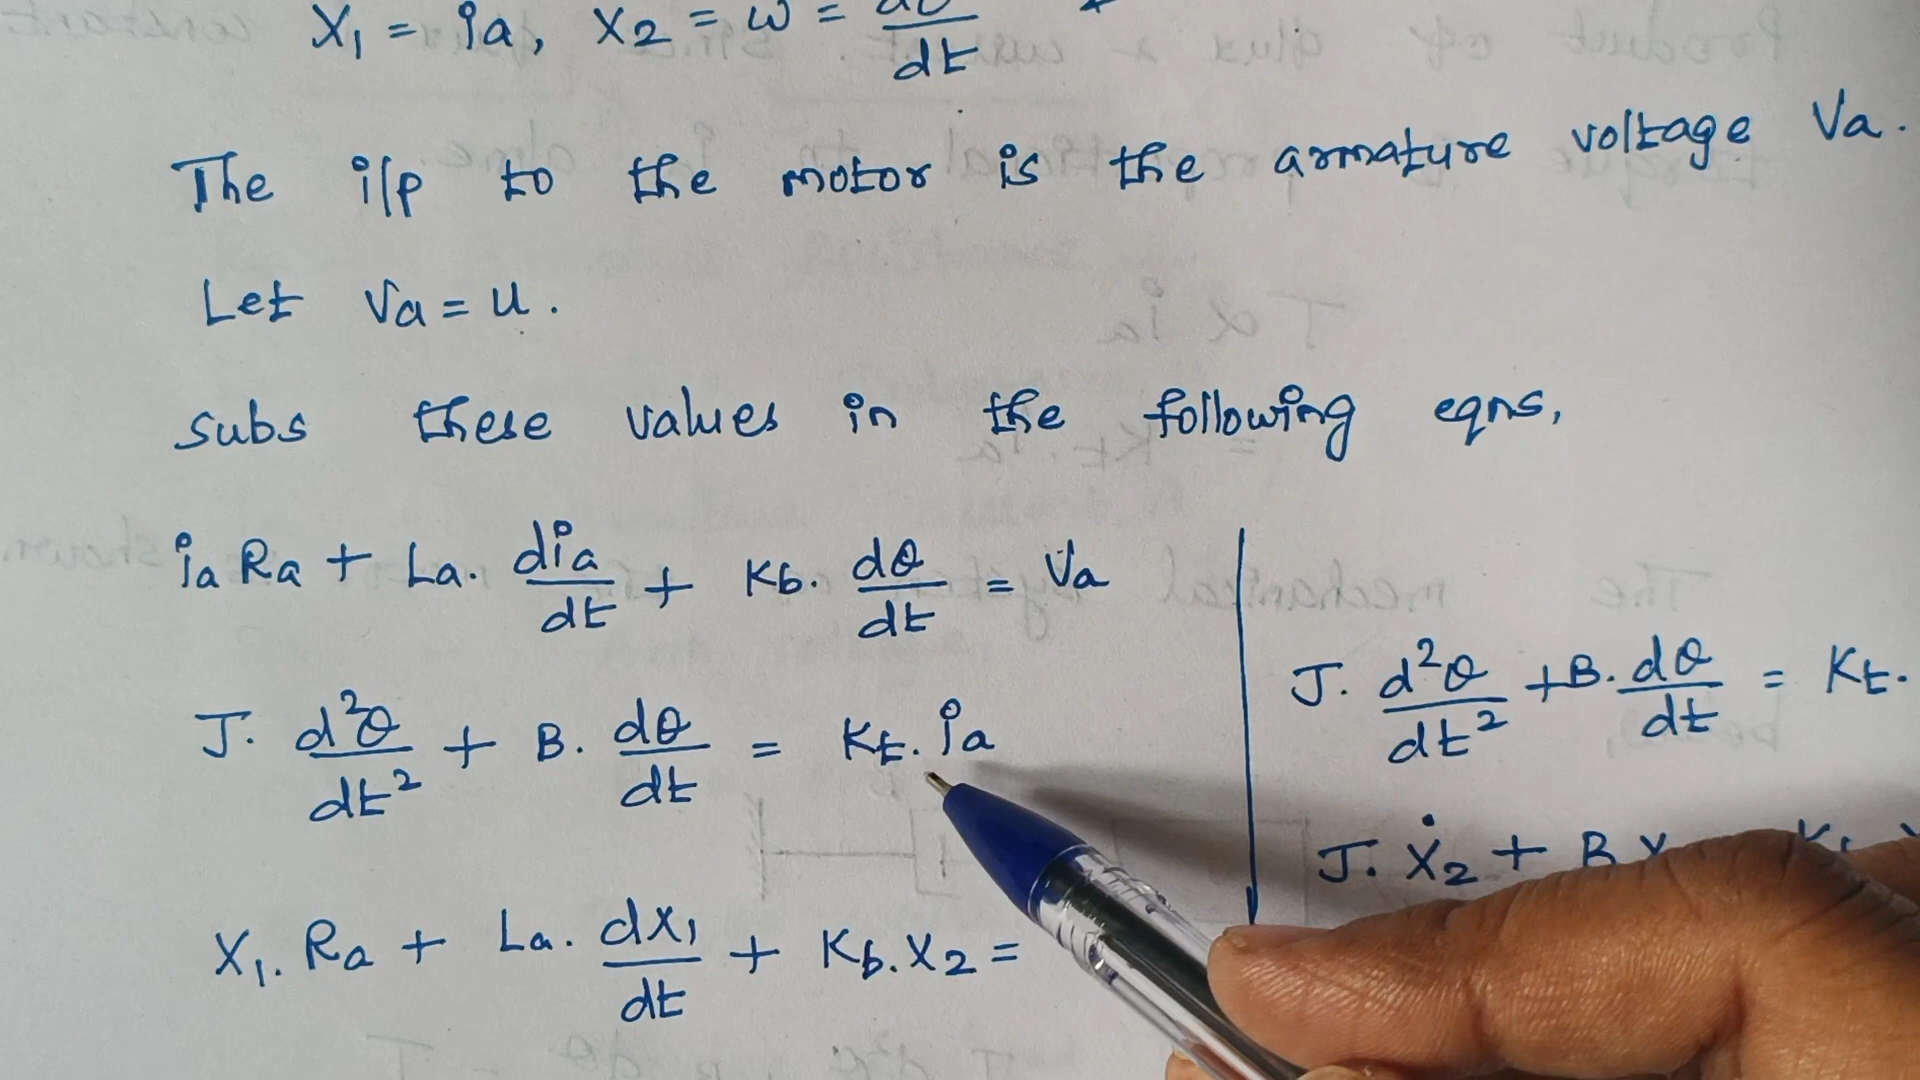 X₁ = ia, X₂ = ω = dθ/dt
The i/p to the motor is the armature voltage Va.
Let Va = u.
subs these values in the following eqns,
ia Ra + La. dia/dt + Kb. dθ/dt = Va
J. d²θ/dt² + B. dθ/dt = Kt. ia
X₁. Ra + La. dX₁/dt + Kb. X₂ =
J. d²θ/dt² + B. dθ/dt = Kt.
J. Ẋ₂ + B